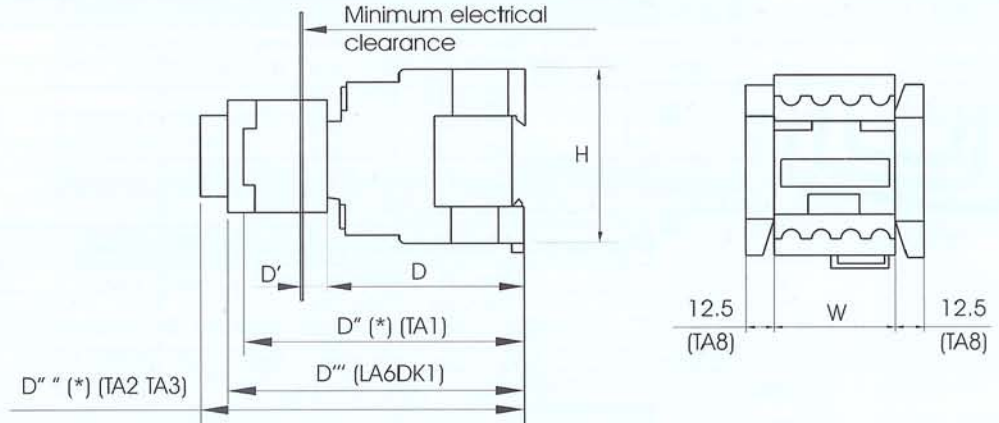 Minimum electrical
clearance
H
D' D
D" (*) (TA1)
D"' (LA6DK1)
D" " (*) (TA2 TA3)
12.5 W 12.5
(TA8) (TA8)